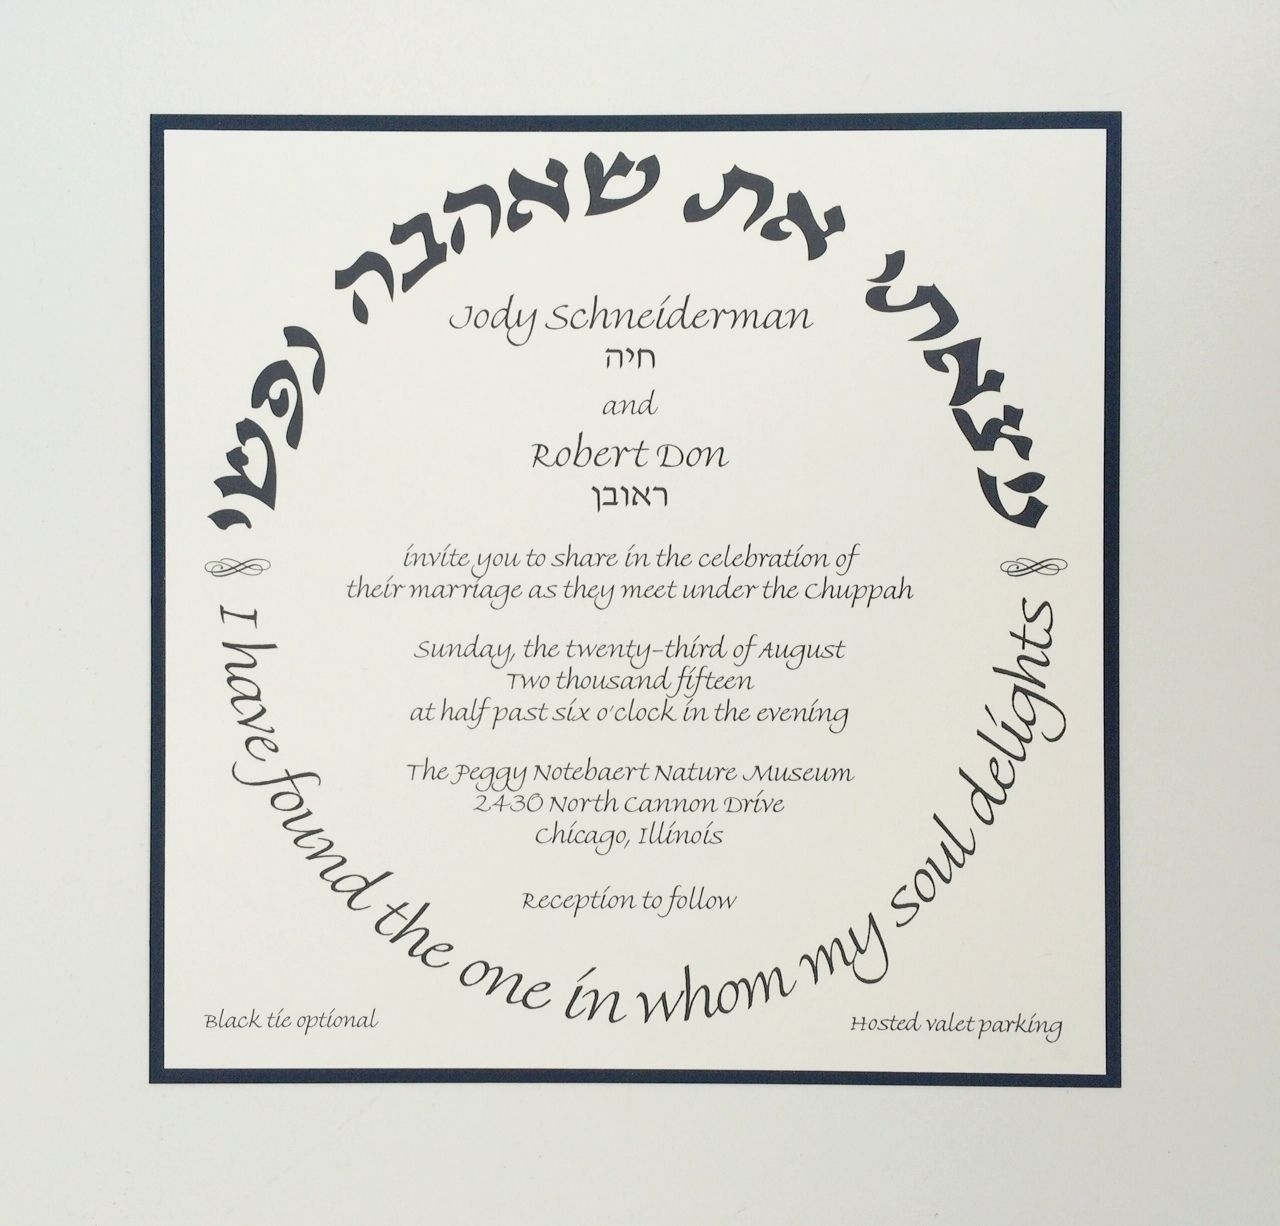 מצאתי את שאהבה נפשי
Jody Schneiderman
חיה
and
Robert Don
ראובן
invite you to share in the celebration of
their marriage as they meet under the Chuppah
Sunday, the twenty-third of August
Two thousand fifteen
at half past six o'clock in the evening
The Peggy Notebaert Nature Museum
2430 North Cannon Drive
Chicago, Illinois
Reception to follow
I have found the one in whom my soul delights
Black tie optional
Hosted valet parking